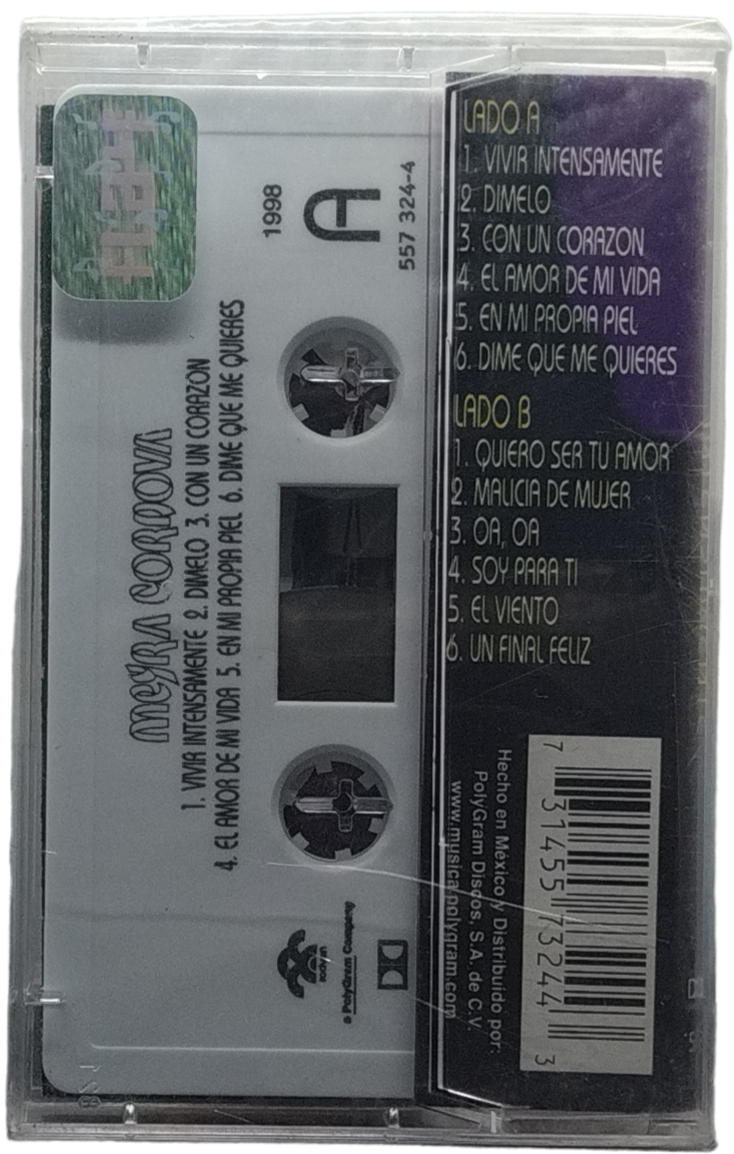 LADO A
1. VIVIR INTENSAMENTE
2. DIMELO
3. CON UN CORAZON
4. EL AMOR DE MI VIDA
5. EN MI PROPIA PIEL
6. DIME QUE ME QUIERES
LADO B
1. QUIERO SER TU AMOR
2. MALICIA DE MUJER
3. OA, OA
4. SOY PARA TI
5. EL VIENTO
6. UN FINAL FELIZ
Hecho en México y Distribuido por:
PolyGram Discos, S.A. de C.V.
www.musica.polygram.com
7 31455 73244 3
MEYRA CORDOVA
1. VIVIR INTENSAMENTE 2. DIMELO 3. CON UN CORAZON
4. EL AMOR DE MI VIDA 5. EN MI PROPIA PIEL 6. DIME QUE ME QUIERES
1998
A
557 324-4
a PolyGram Company